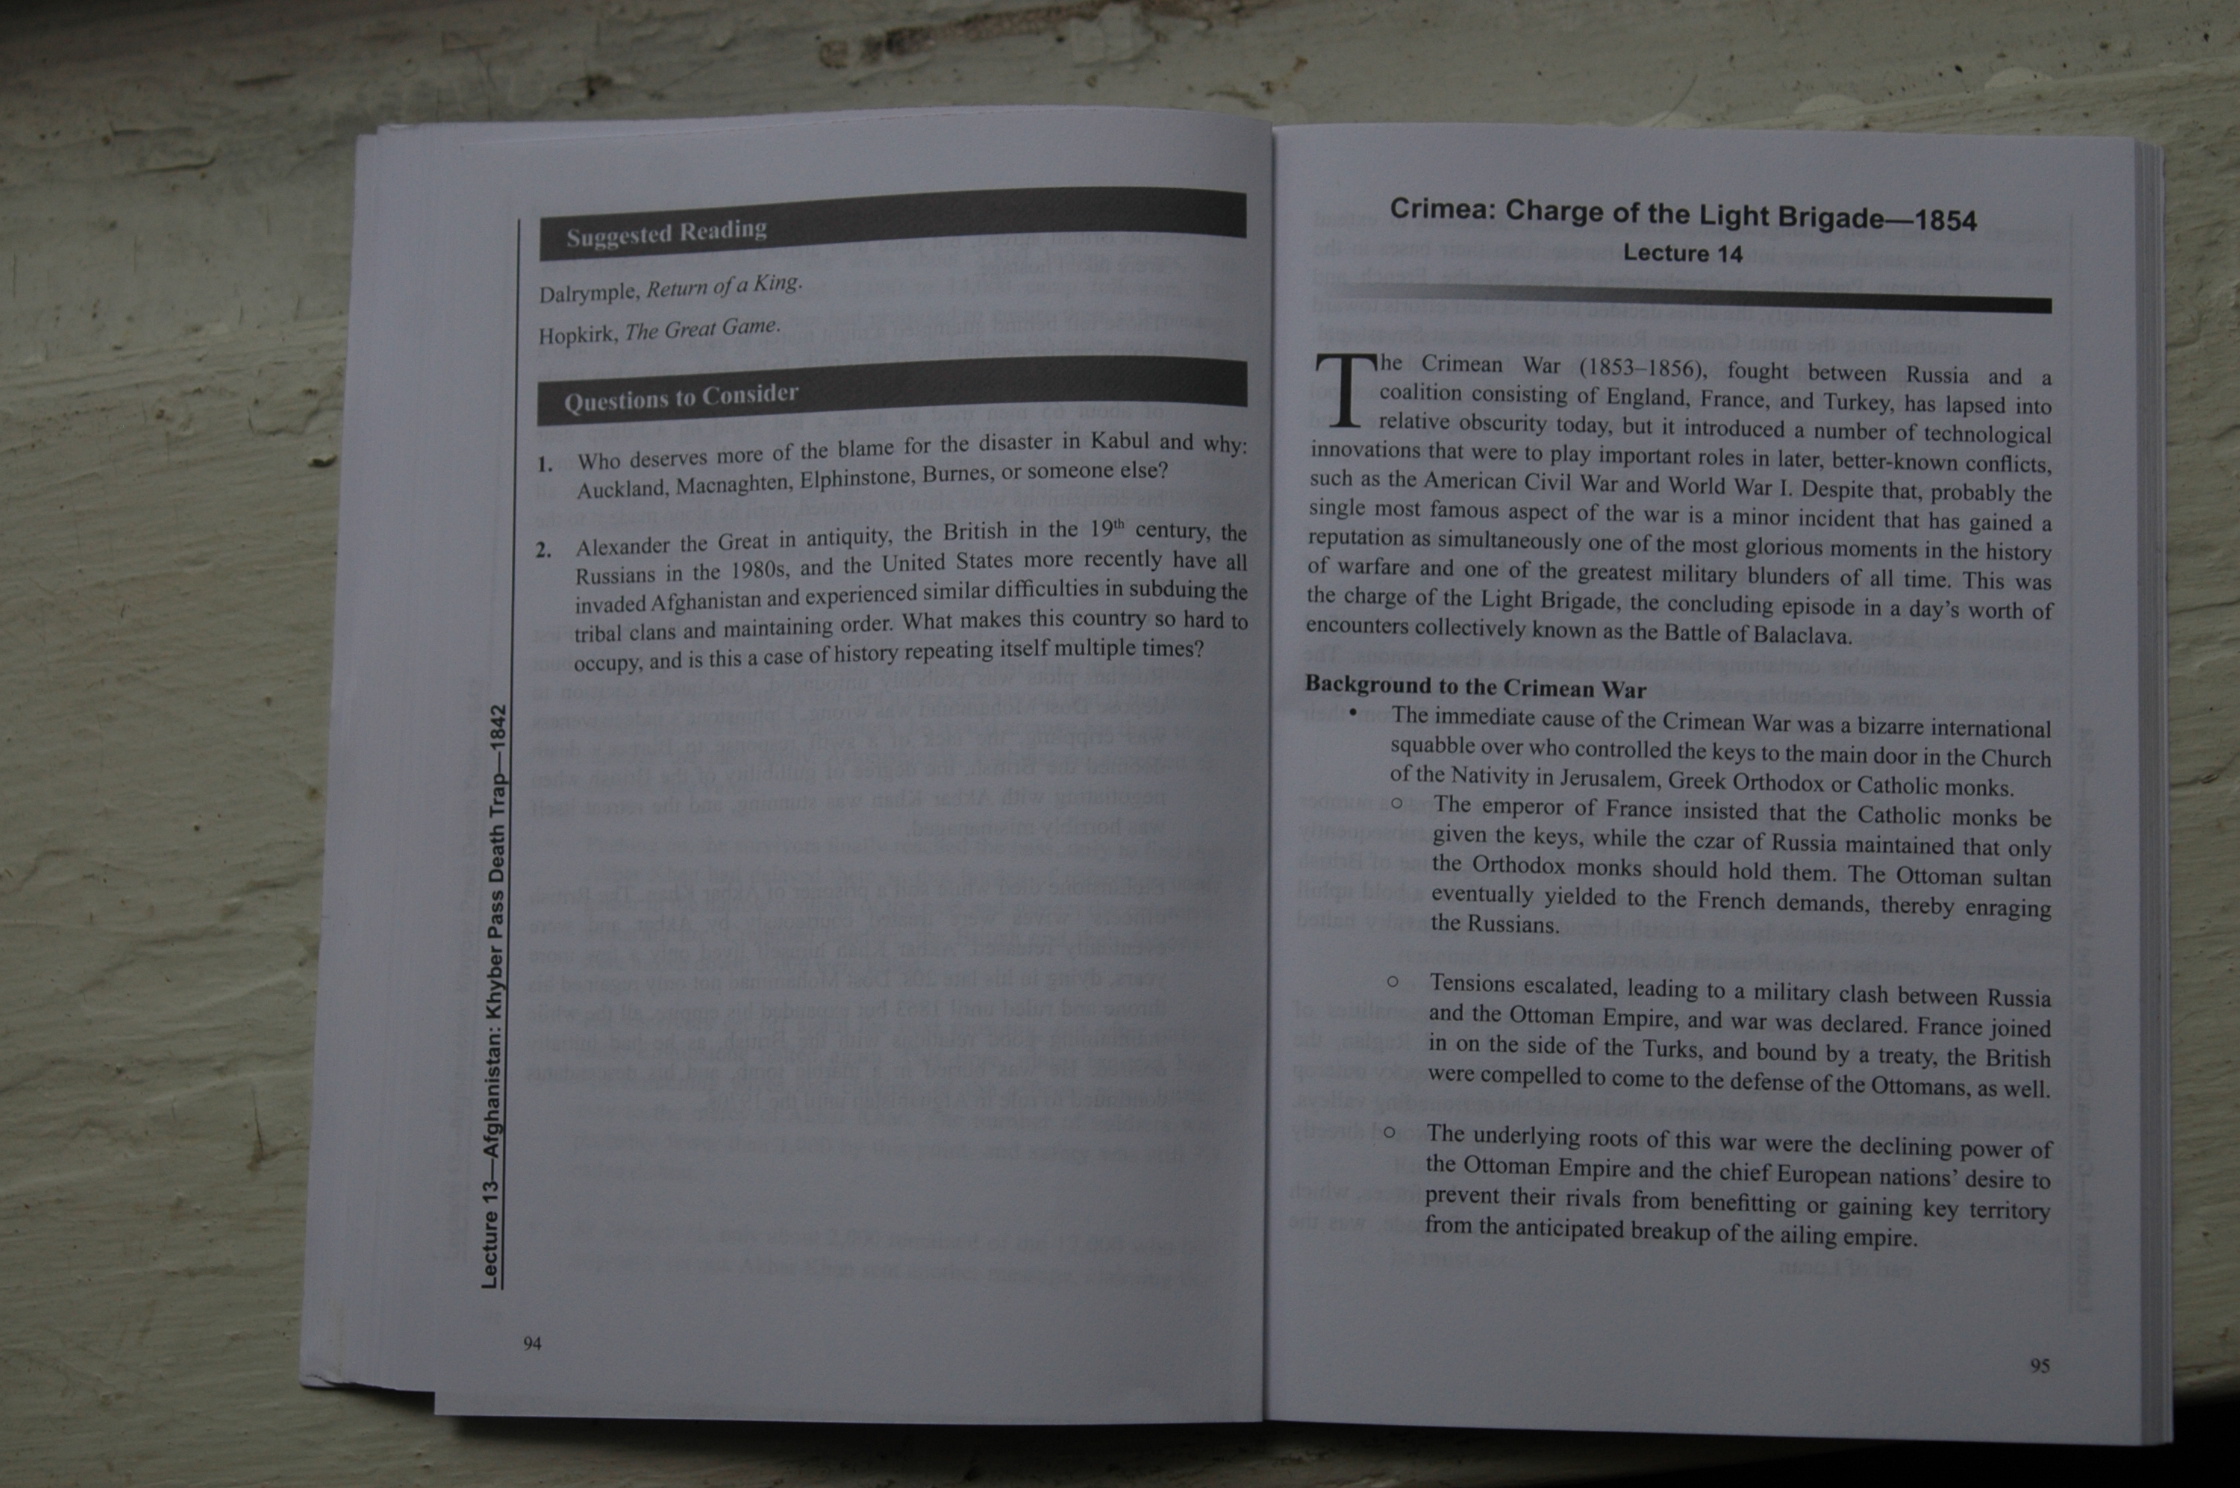 Suggested Reading
Dalrymple, Return of a King.
Hopkirk, The Great Game.
Questions to Consider
1. Who deserves more of the blame for the disaster in Kabul and why:
Auckland, Macnaghten, Elphinstone, Burnes, or someone else?
2. Alexander the Great in antiquity, the British in the 19th century, the
Russians in the 1980s, and the United States more recently have all
invaded Afghanistan and experienced similar difficulties in subduing the
tribal clans and maintaining order. What makes this country so hard to
occupy, and is this a case of history repeating itself multiple times?
Lecture 13—Afghanistan: Khyber Pass Death Trap—1842
94
Crimea: Charge of the Light Brigade—1854
Lecture 14
The Crimean War (1853–1856), fought between Russia and a
coalition consisting of England, France, and Turkey, has lapsed into
relative obscurity today, but it introduced a number of technological
innovations that were to play important roles in later, better-known conflicts,
such as the American Civil War and World War I. Despite that, probably the
single most famous aspect of the war is a minor incident that has gained a
reputation as simultaneously one of the most glorious moments in the history
of warfare and one of the greatest military blunders of all time. This was
the charge of the Light Brigade, the concluding episode in a day's worth of
encounters collectively known as the Battle of Balaclava.
Background to the Crimean War
• The immediate cause of the Crimean War was a bizarre international
squabble over who controlled the keys to the main door in the Church
of the Nativity in Jerusalem, Greek Orthodox or Catholic monks.
○ The emperor of France insisted that the Catholic monks be
given the keys, while the czar of Russia maintained that only
the Orthodox monks should hold them. The Ottoman sultan
eventually yielded to the French demands, thereby enraging
the Russians.
○ Tensions escalated, leading to a military clash between Russia
and the Ottoman Empire, and war was declared. France joined
in on the side of the Turks, and bound by a treaty, the British
were compelled to come to the defense of the Ottomans, as well.
○ The underlying roots of this war were the declining power of
the Ottoman Empire and the chief European nations' desire to
prevent their rivals from benefitting or gaining key territory
from the anticipated breakup of the ailing empire.
95